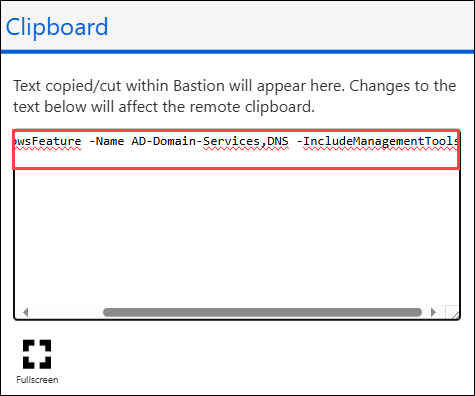 Clipboard
Text copied/cut within Bastion will appear here. Changes to the
text below will affect the remote clipboard.
owsFeature -Name AD-Domain-Services,DNS -IncludeManagementTools
Fullscreen